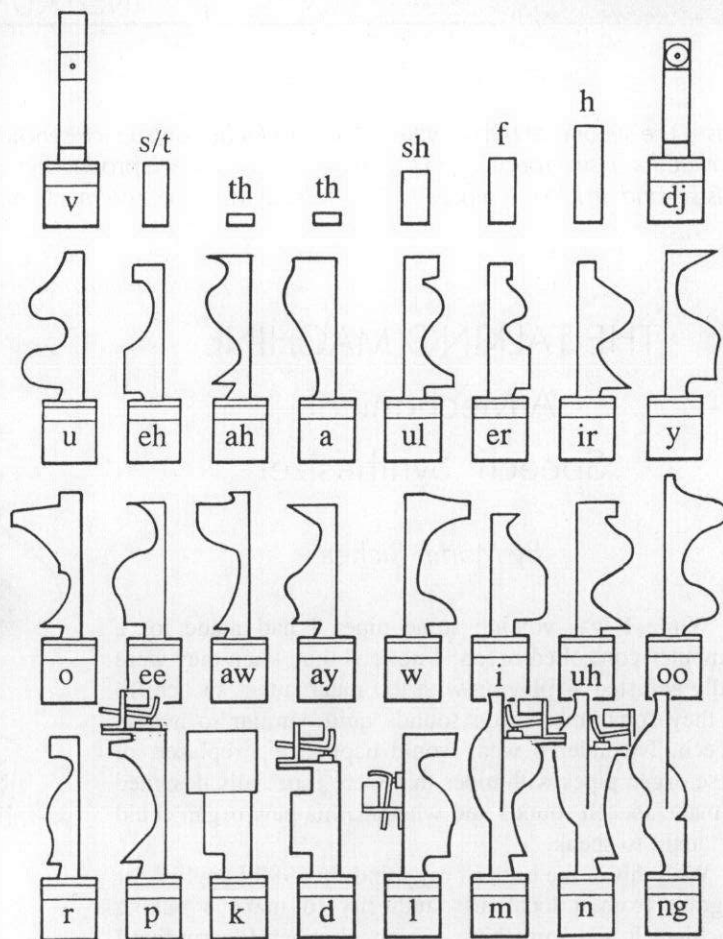 h
f
s/t
sh
th th
v dj
u eh ah a ul er ir y
o ee aw ay w i uh oo
r p k d l m n ng